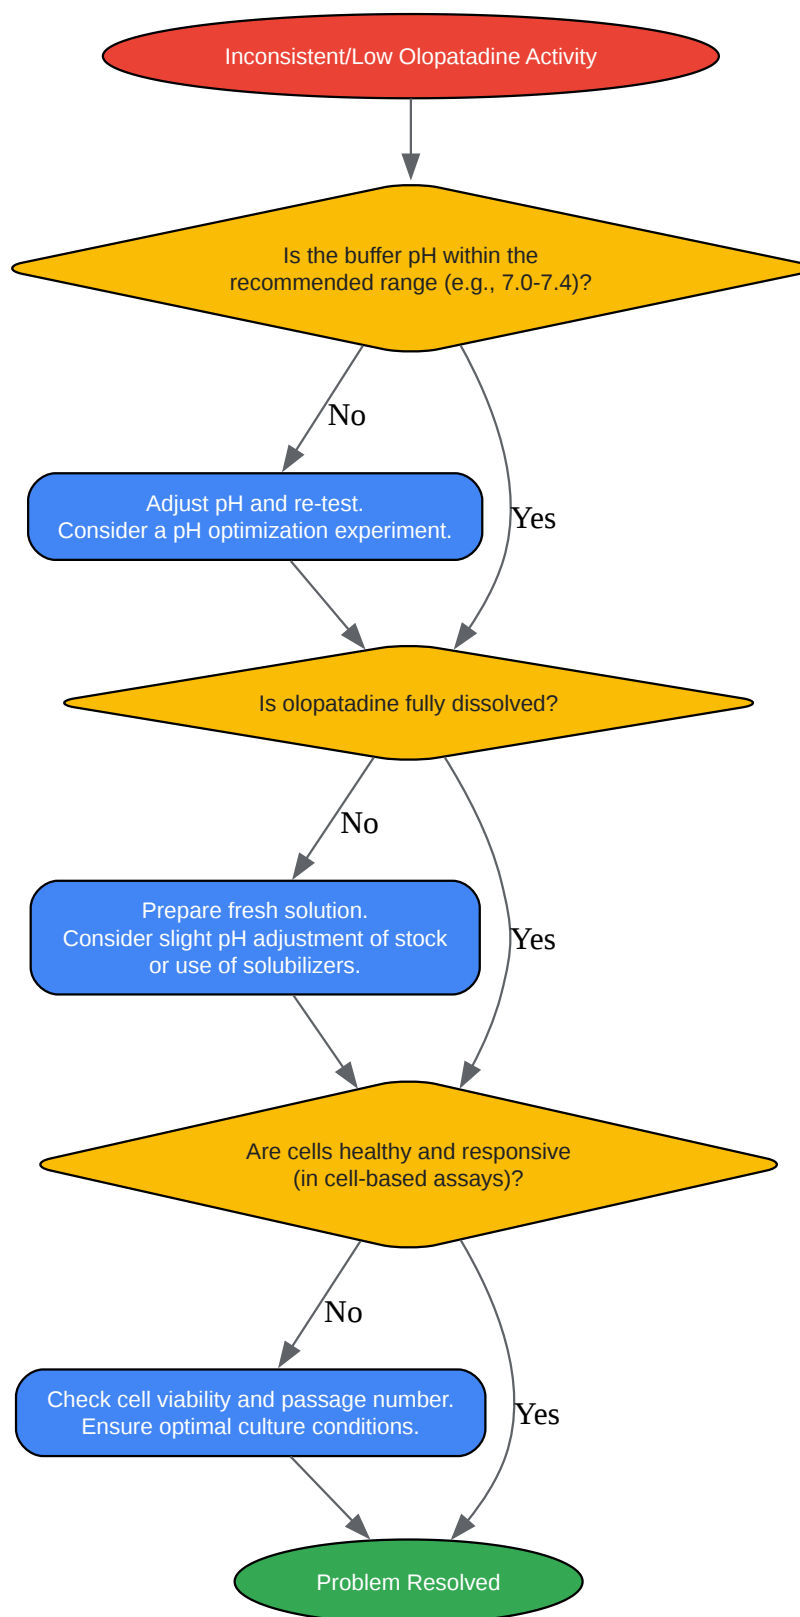 Inconsistent/Low Olopatadine Activity
Is the buffer pH within the
recommended range (e.g., 7.0-7.4)?
No
Adjust pH and re-test.
Consider a pH optimization experiment.
Yes
Is olopatadine fully dissolved?
No
Prepare fresh solution.
Consider slight pH adjustment of stock
or use of solubilizers.
Yes
Are cells healthy and responsive
(in cell-based assays)?
No
Check cell viability and passage number.
Ensure optimal culture conditions.
Yes
Problem Resolved